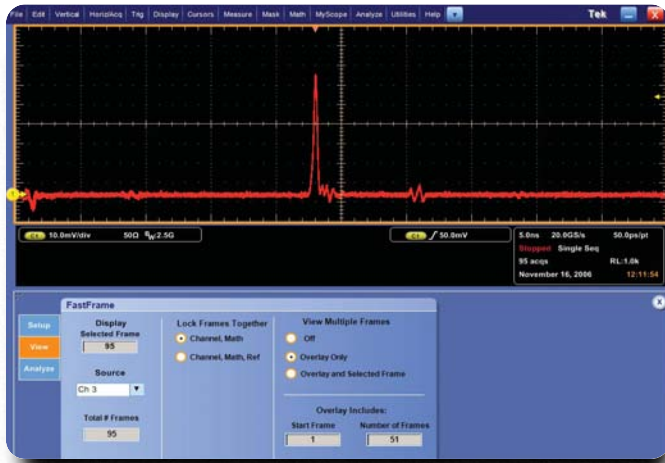 File Edit Vertical Horiz/Acq Trig Display Cursors Measure Mask Math MyScope Analyze Utilities Help Tek X
1
C1 10.0mV/div 50Ω BW:2.5G
C1 50.0mV
5.0ns 20.0GS/s 50.0ps/pt
Stopped Single Seq
95 acqs RL:1.0k
November 16, 2006 12:11:54
FastFrame X
Setup
View
Analyze
Display
Selected Frame
95
Source
Ch 3
Total # Frames
95
Lock Frames Together
Channel, Math
Channel, Math, Ref
View Multiple Frames
Off
Overlay Only
Overlay and Selected Frame
Overlay Includes:
Start Frame Number of Frames
1 51